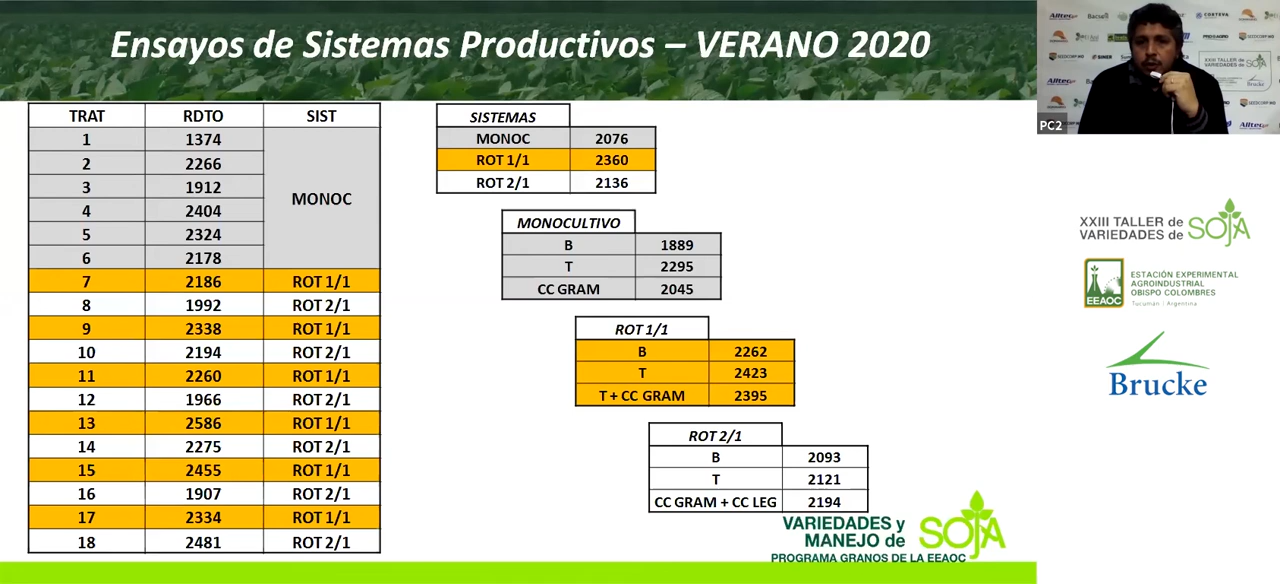 Ensayos de Sistemas Productivos – VERANO 2020
TRAT RDTO SIST
1 1374
2 2266
3 1912
4 2404
5 2324
6 2178
MONOC
7 2186 ROT 1/1
8 1992 ROT 2/1
9 2338 ROT 1/1
10 2194 ROT 2/1
11 2260 ROT 1/1
12 1966 ROT 2/1
13 2586 ROT 1/1
14 2275 ROT 2/1
15 2455 ROT 1/1
16 1907 ROT 2/1
17 2334 ROT 1/1
18 2481 ROT 2/1
SISTEMAS
MONOC 2076
ROT 1/1 2360
ROT 2/1 2136
MONOCULTIVO
B 1889
T 2295
CC GRAM 2045
ROT 1/1
B 2262
T 2423
T + CC GRAM 2395
ROT 2/1
B 2093
T 2121
CC GRAM + CC LEG 2194
VARIEDADES y
MANEJO de
SOJA
PROGRAMA GRANOS DE LA EEAOC
PC2
XXIII TALLER de
VARIEDADES de
SOJA
EEAOC
ESTACIÓN EXPERIMENTAL
AGROINDUSTRIAL
OBISPO COLOMBRES
Tucumán | Argentina
Brucke